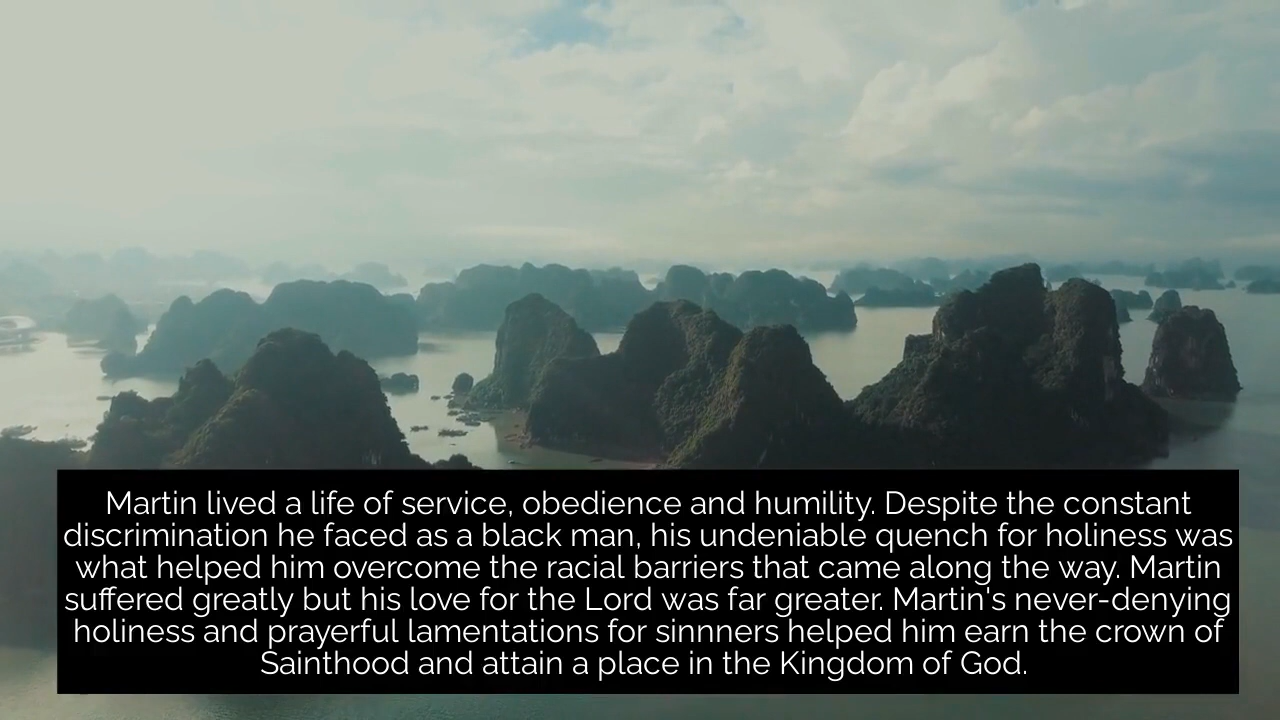 Martin lived a life of service, obedience and humility. Despite the constant
discrimination he faced as a black man, his undeniable quench for holiness was
what helped him overcome the racial barriers that came along the way. Martin
suffered greatly but his love for the Lord was far greater. Martin's never-denying
holiness and prayerful lamentations for sinnners helped him earn the crown of
Sainthood and attain a place in the Kingdom of God.